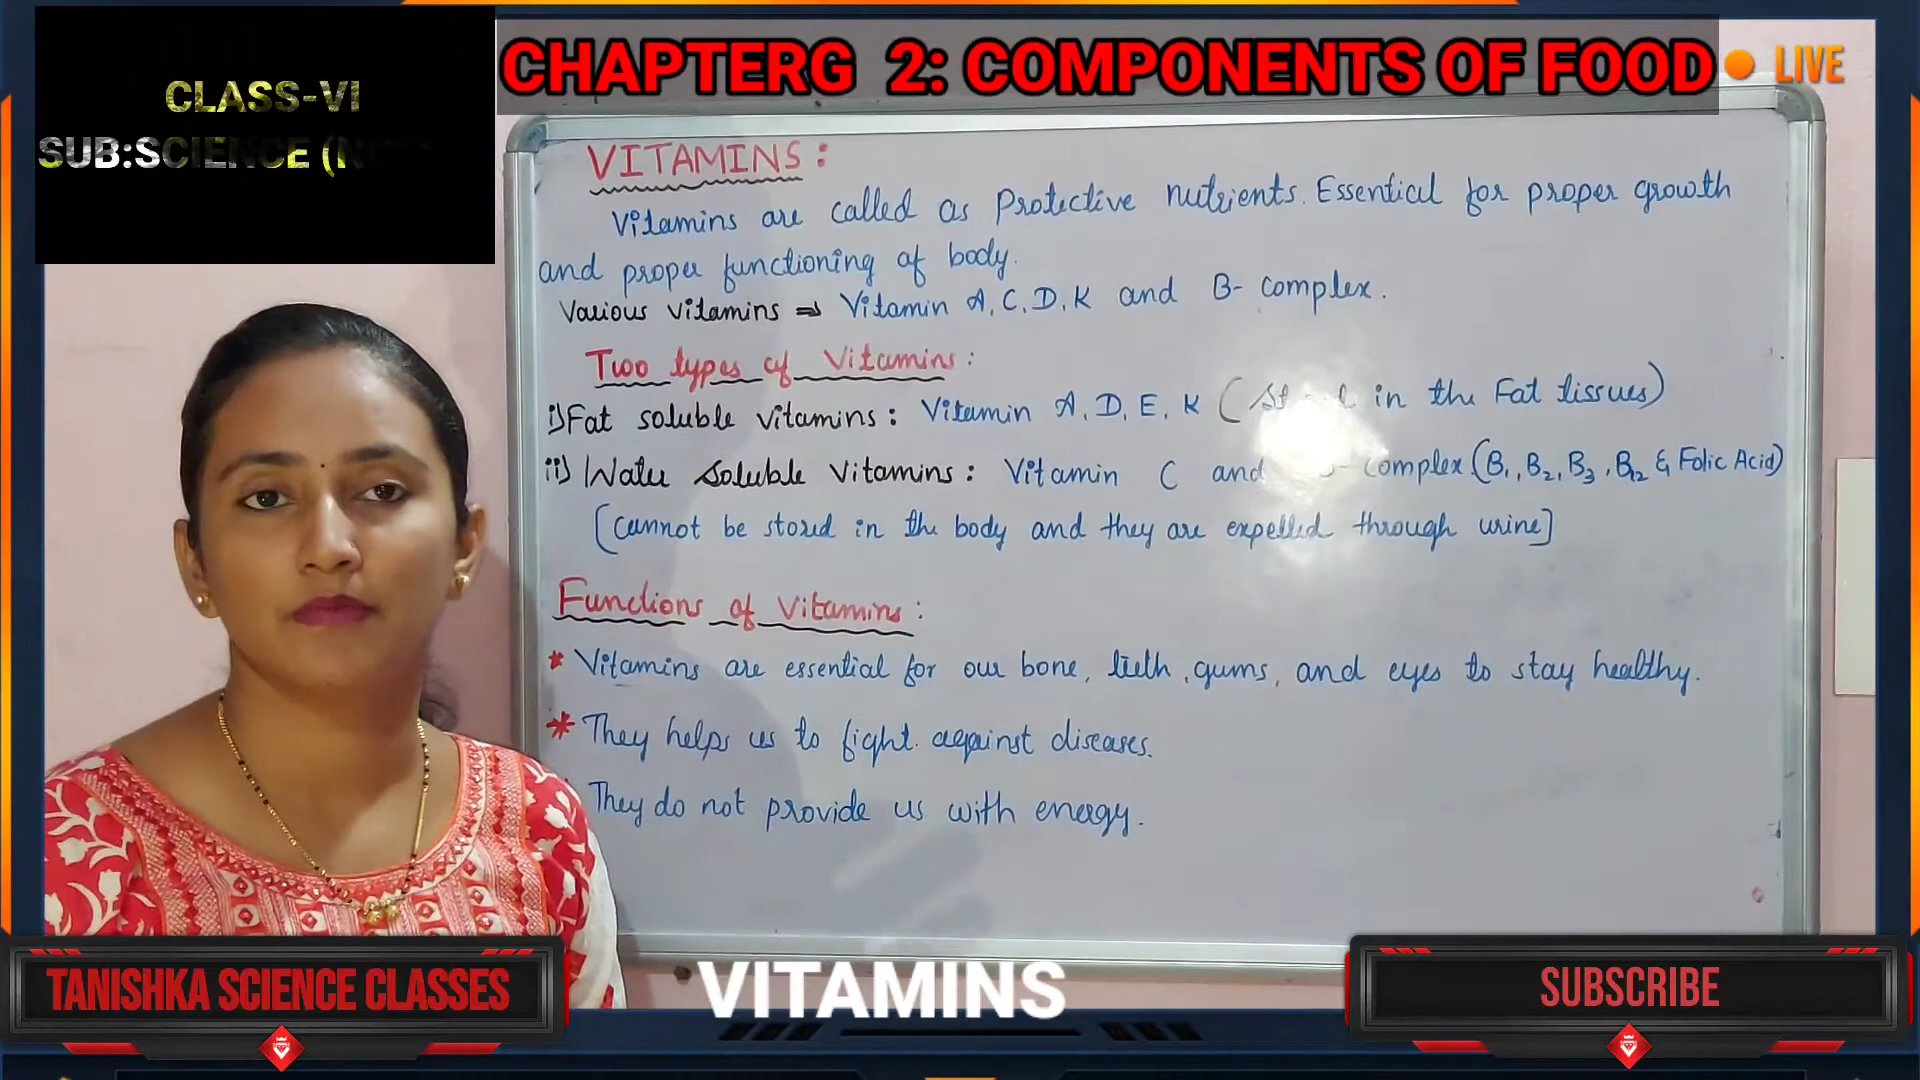 CLASS-VI
SUB:SCIENCE (N
CHAPTERG 2: COMPONENTS OF FOOD
LIVE
VITAMINS:
Vitamins are called as Protective nutrients. Essential for proper growth
and proper functioning of body.
Various vitamins ⇒ Vitamin A, C, D, K and B- complex.
Two types of Vitamins:
i) Fat soluble vitamins: Vitamin A, D, E, K ( in the Fat tissues)
ii) Water Soluble Vitamins: Vitamin C and complex (B1, B2, B3, B12 & Folic Acid)
[Cannot be stored in the body and they are expelled through urine]
Functions of Vitamins:
* Vitamins are essential for our bone, teeth, gums, and eyes to stay healthy.
* They helps us to fight against diseases.
They do not provide us with energy.
TANISHKA SCIENCE CLASSES
VITAMINS
SUBSCRIBE